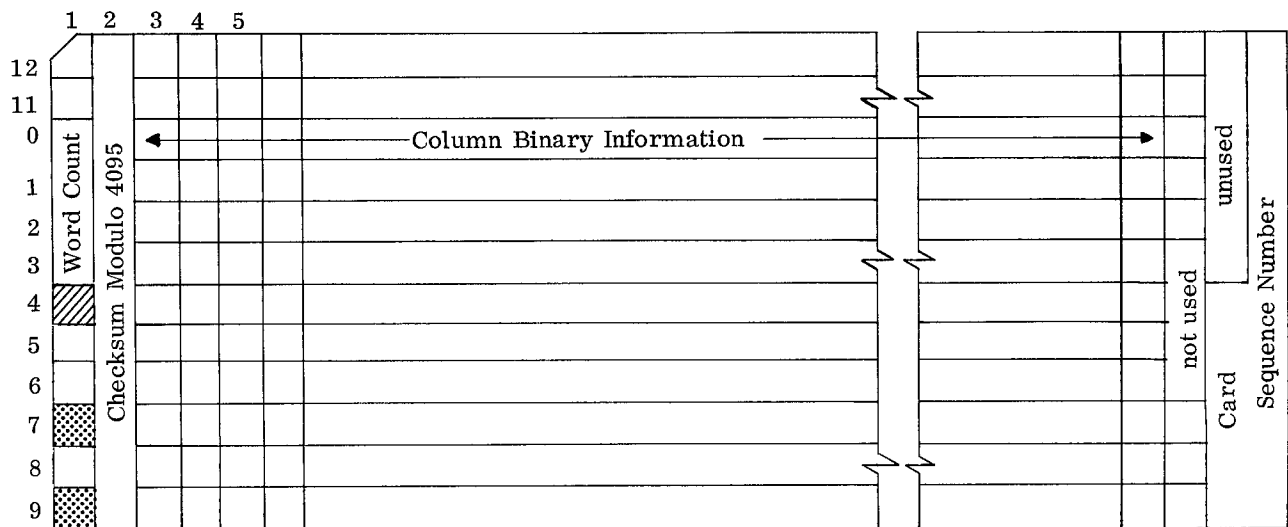 1 2 3 4 5
12
11
0
1
2
3
4
5
6
7
8
9
Word Count
Checksum Modulo 4095
Column Binary Information
not used
unused
Card
Sequence Number